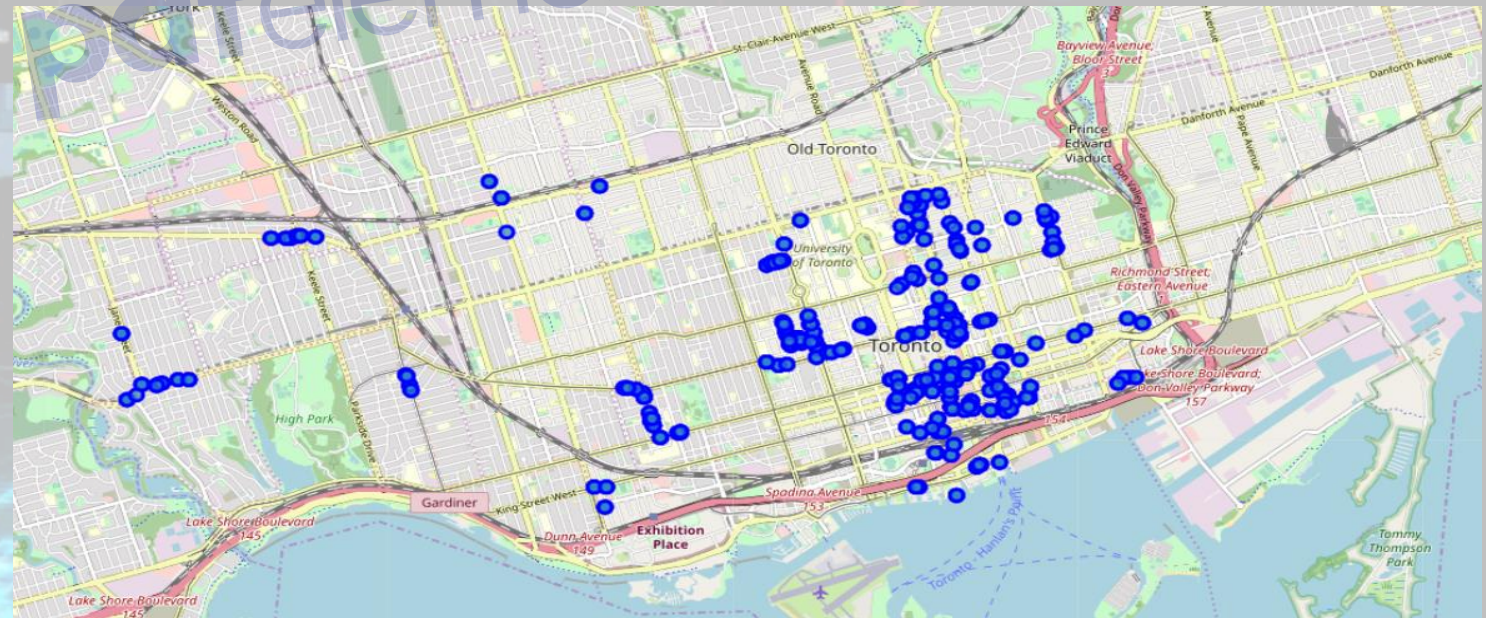 York
Keele Street
Weston Road
St. Clair Avenue West
Avenue Road
Bayview Avenue;
Bloor Street
3
Danforth Avenue
Danforth Avenue
Pape Avenue
Old Toronto
Prince
Edward
Viaduct
Don Valley Parkway
University
of Toronto
Keele Street
Richmond Street;
Eastern Avenue
Toronto
Lake Shore Boulevard
Don Valley Parkway
157
High Park
Parkside Drive
154
Gardiner
King Street West
Spadina Avenue
153
Lake Shore Boulevard
145
Dunn Avenue
149
Exhibition
Place
Toronto - Hanlan's Point
Tommy
Thompson
Park
Lake Shore Boulevard
145